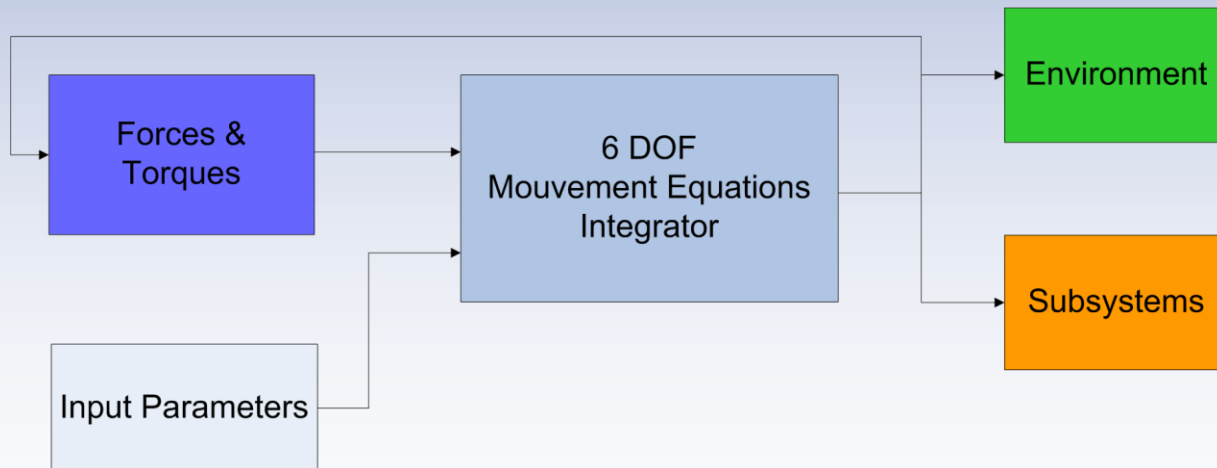 Environment
Forces &
Torques
6 DOF
Mouvement Equations
Integrator
Subsystems
Input Parameters